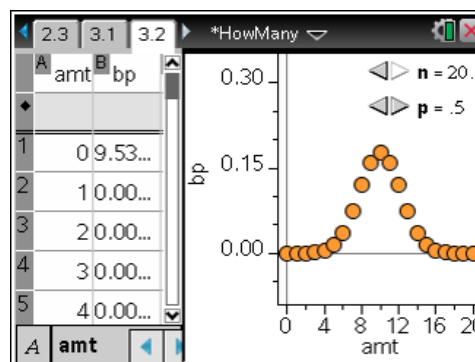 2.3 3.1 3.2 *HowMany
A amt B bp
1 0 9.53...
2 1 0.00...
3 2 0.00...
4 3 0.00...
5 4 0.00...
A amt
n = 20.
p = .5
0.30
0.15
0.00
bp
0 4 8 12 16 20
amt